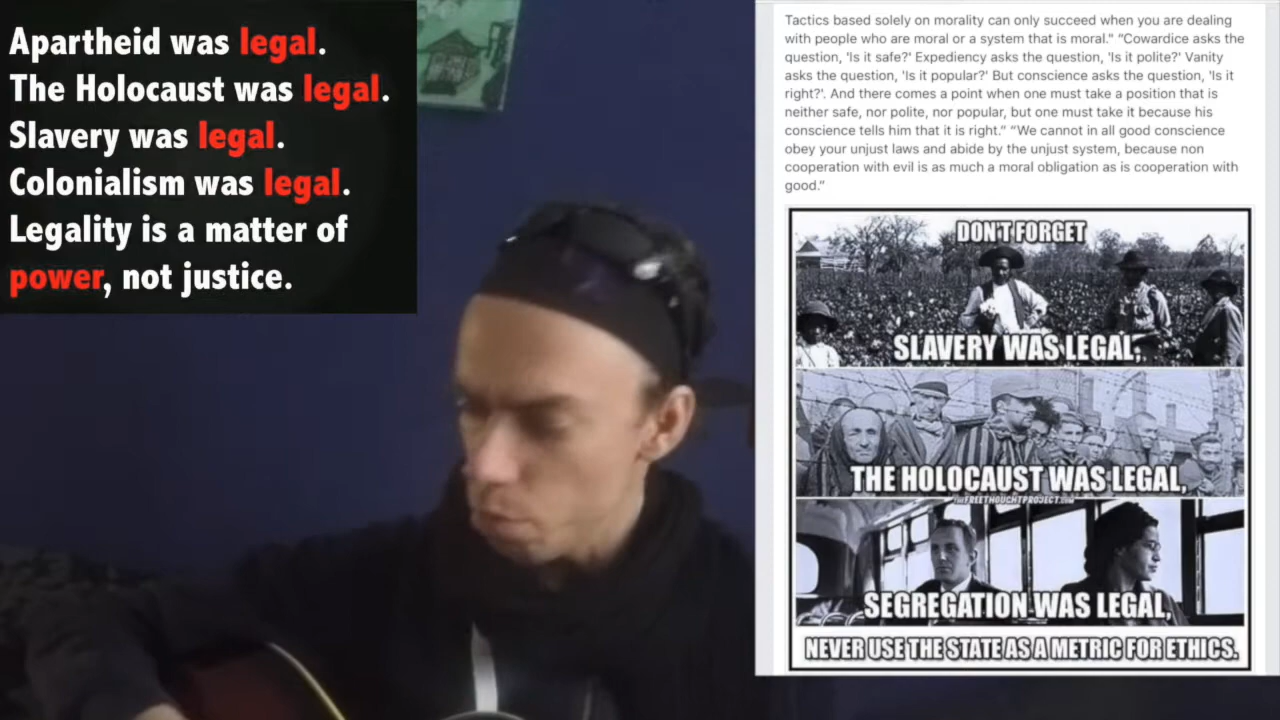 Apartheid was legal.
The Holocaust was legal.
Slavery was legal.
Colonialism was legal.
Legality is a matter of
power, not justice.
Tactics based solely on morality can only succeed when you are dealing
with people who are moral or a system that is moral." "Cowardice asks the
question, 'Is it safe?' Expediency asks the question, 'Is it polite?' Vanity
asks the question, 'Is it popular?' But conscience asks the question, 'Is it
right?'. And there comes a point when one must take a position that is
neither safe, nor polite, nor popular, but one must take it because his
conscience tells him that it is right." "We cannot in all good conscience
obey your unjust laws and abide by the unjust system, because non
cooperation with evil is as much a moral obligation as is cooperation with
good."
DON'T FORGET
SLAVERY WAS LEGAL,
THE HOLOCAUST WAS LEGAL,
THEFREETHOUGHTPROJECT.COM
SEGREGATION WAS LEGAL,
NEVER USE THE STATE AS A METRIC FOR ETHICS.